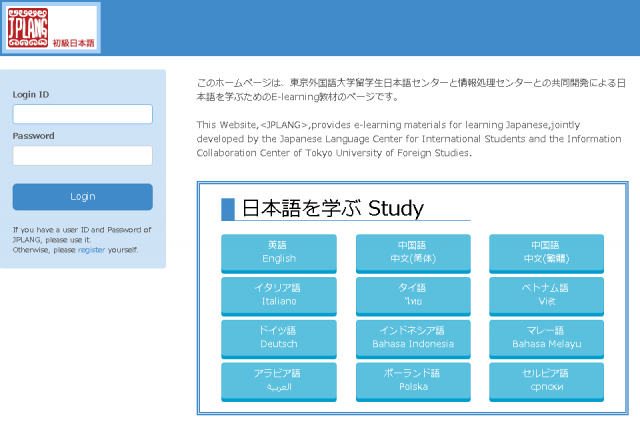 JPLANG
初級日本語
Login ID
Password
Login
If you have a user ID and Password of
JPLANG, please use it.
Otherwise, please register yourself.
このホームページは、東京外国語大学留学生日本語センターと情報処理センターとの共同開発による日
本語を学ぶためのE-learning教材のページです。
This Website,<JPLANG>,provides e-learning materials for learning Japanese,jointly
developed by the Japanese Language Center for International Students and the Information
Collaboration Center of Tokyo University of Foreign Studies.
日本語を学ぶ Study
英語
English
中国語
中文(简体)
中国語
中文(繁體)
イタリア語
Italiano
タイ語
ไทย
ベトナム語
Việt
ドイツ語
Deutsch
インドネシア語
Bahasa Indonesia
マレー語
Bahasa Melayu
アラビア語
العربية
ポーランド語
Polska
セルビア語
српски